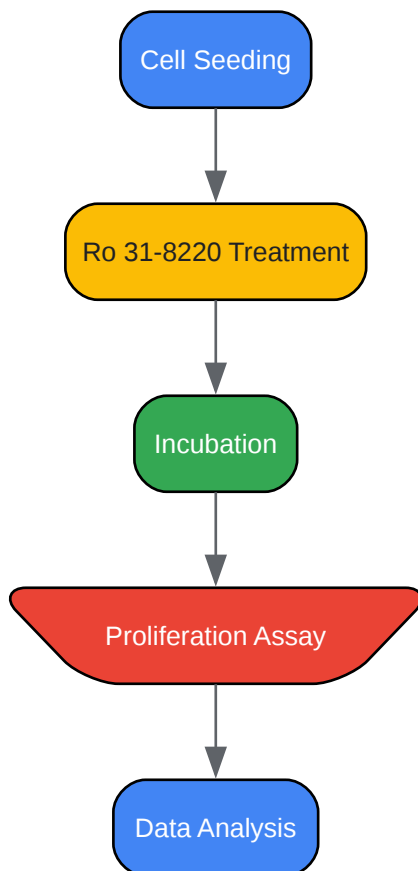 Cell Seeding
Ro 31-8220 Treatment
Incubation
Proliferation Assay
Data Analysis